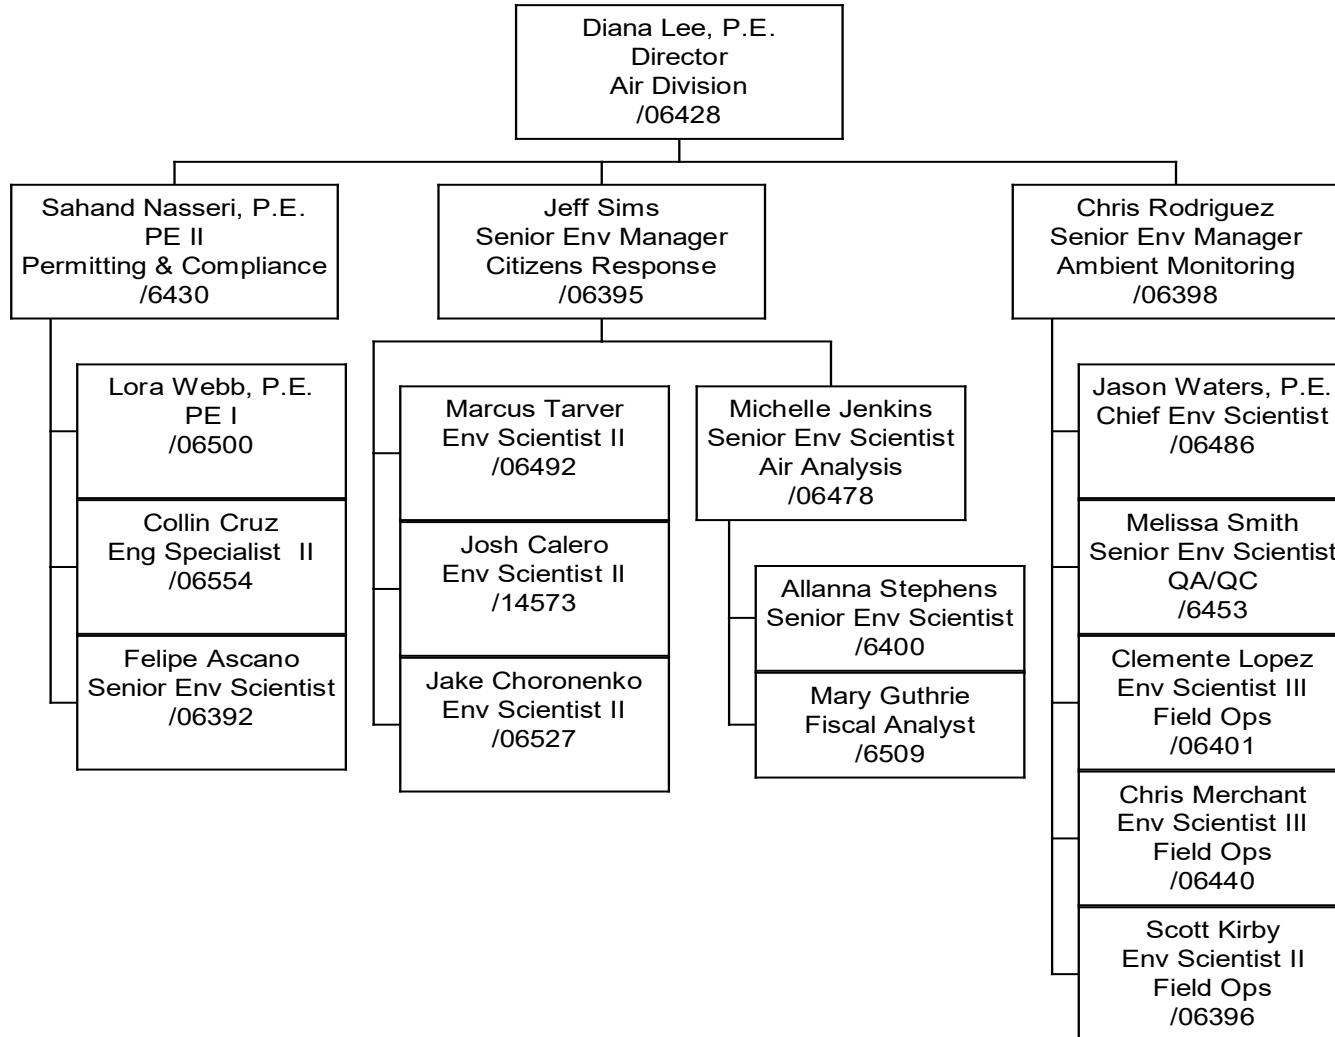 Diana Lee, P.E.
Director
Air Division
/06428
Sahand Nasseri, P.E.
PE II
Permitting & Compliance
/6430
Lora Webb, P.E.
PE I
/06500
Collin Cruz
Eng Specialist  II
/06554
Felipe Ascano
Senior Env Scientist
/06392
Jeff Sims
Senior Env Manager
Citizens Response
/06395
Marcus Tarver
Env Scientist II
/06492
Josh Calero
Env Scientist II
/14573
Jake Choronenko
Env Scientist II
/06527
Michelle Jenkins
Senior Env Scientist
Air Analysis
/06478
Allanna Stephens
Senior Env Scientist
/6400
Mary Guthrie
Fiscal Analyst
/6509
Chris Rodriguez
Senior Env Manager
Ambient Monitoring
/06398
Jason Waters, P.E.
Chief Env Scientist
/06486
Melissa Smith
Senior Env Scientist
QA/QC
/6453
Clemente Lopez
Env Scientist III
Field Ops
/06401
Chris Merchant
Env Scientist III
Field Ops
/06440
Scott Kirby
Env Scientist II
Field Ops
/06396